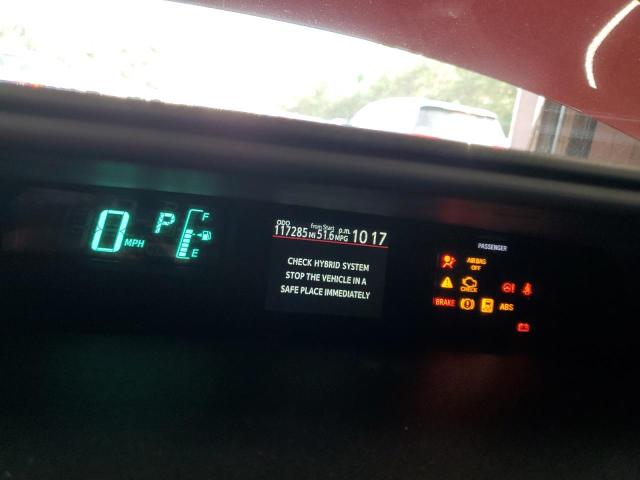 0 MPH
P
F
E
ODO from Start p.m.
117285 MI 51.6 MPG 10 17
CHECK HYBRID SYSTEM
STOP THE VEHICLE IN A
SAFE PLACE IMMEDIATELY
PASSENGER
AIRBAG
OFF
CHECK
BRAKE
ABS